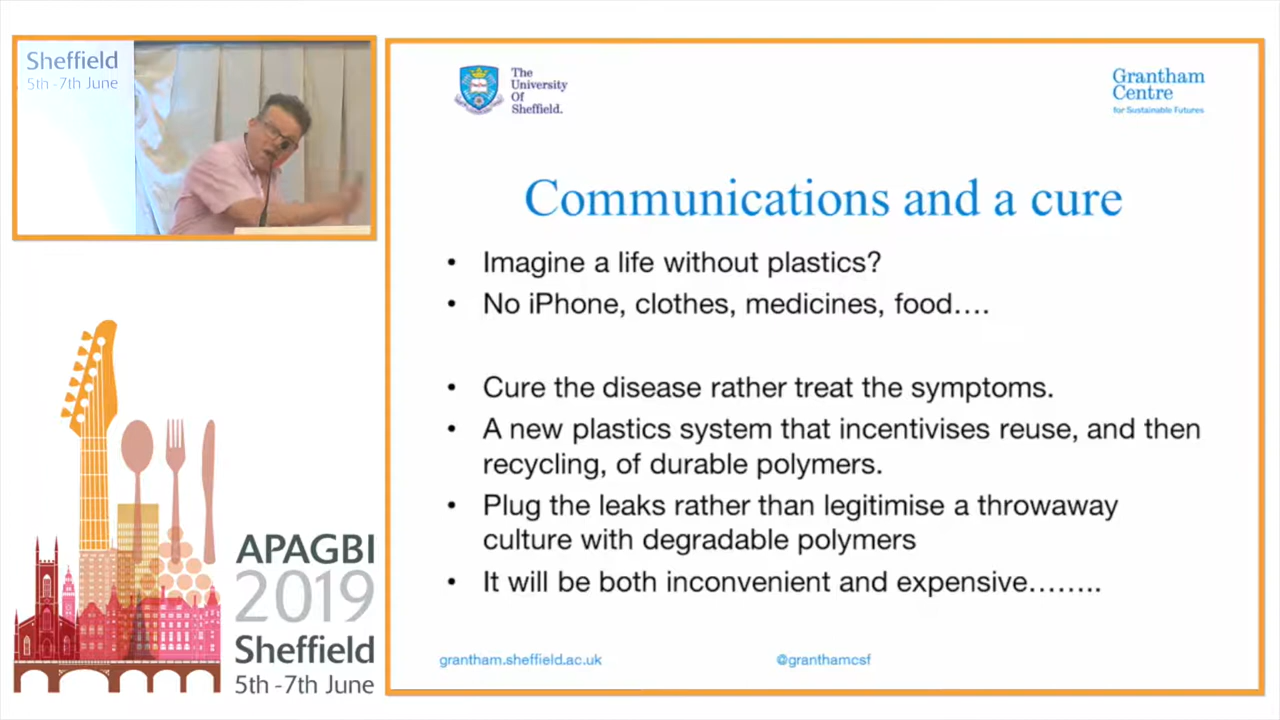 Sheffield
5th -7th June
The
University
Of
Sheffield.
Grantham
Centre
for Sustainable Futures
Communications and a cure
• Imagine a life without plastics?
• No iPhone, clothes, medicines, food….
• Cure the disease rather treat the symptoms.
• A new plastics system that incentivises reuse, and then
recycling, of durable polymers.
• Plug the leaks rather than legitimise a throwaway
culture with degradable polymers
• It will be both inconvenient and expensive……..
grantham.sheffield.ac.uk
@granthamcsf
APAGBI
2019
Sheffield
5th -7th June